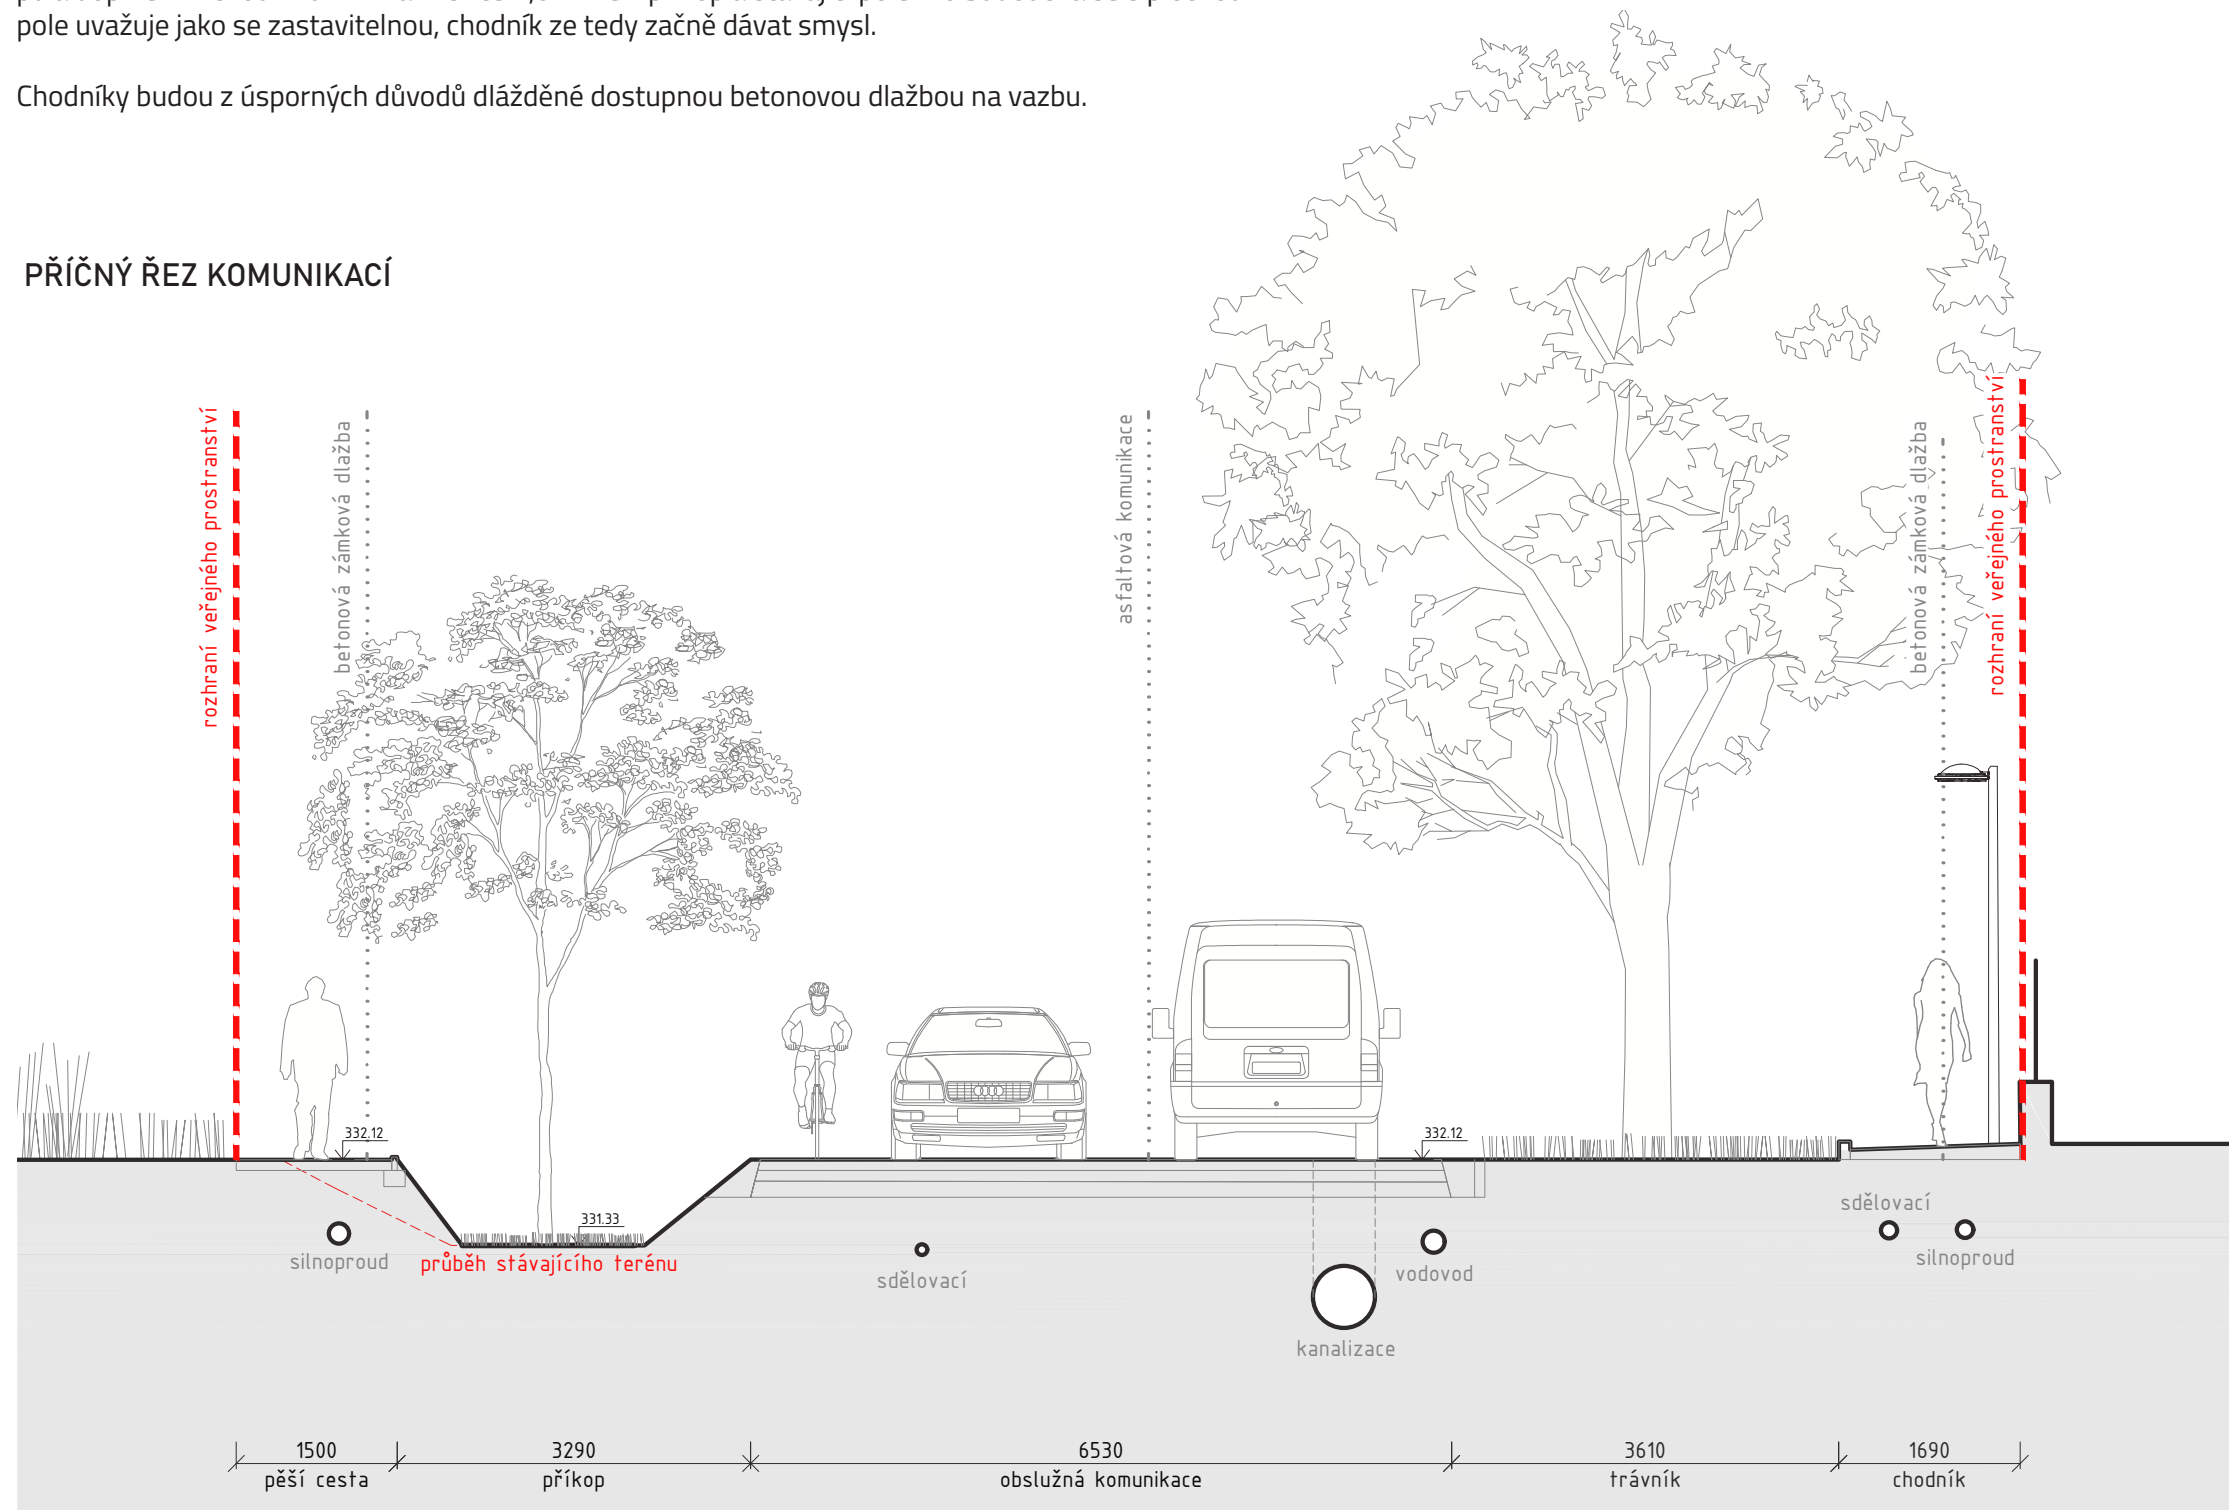 pole uvažuje jako se zastavitelnou, chodník ze tedy začně dávat smysl.
Chodníky budou z úsporných důvodů dlážděné dostupnou betonovou dlažbou na vazbu.
PŘÍČNÝ ŘEZ KOMUNIKACÍ
rozhraní veřejného prostranství
betonová zámková dlažba
asfaltová komunikace
betonová zámková dlažba
rozhraní veřejného prostranství
332.12
332.12
331.33
silnoproud
průběh stávajícího terénu
sdělovací
vodovod
kanalizace
sdělovací
silnoproud
1500
3290
6530
3610
1690
pěší cesta
příkop
obslužná komunikace
trávník
chodník